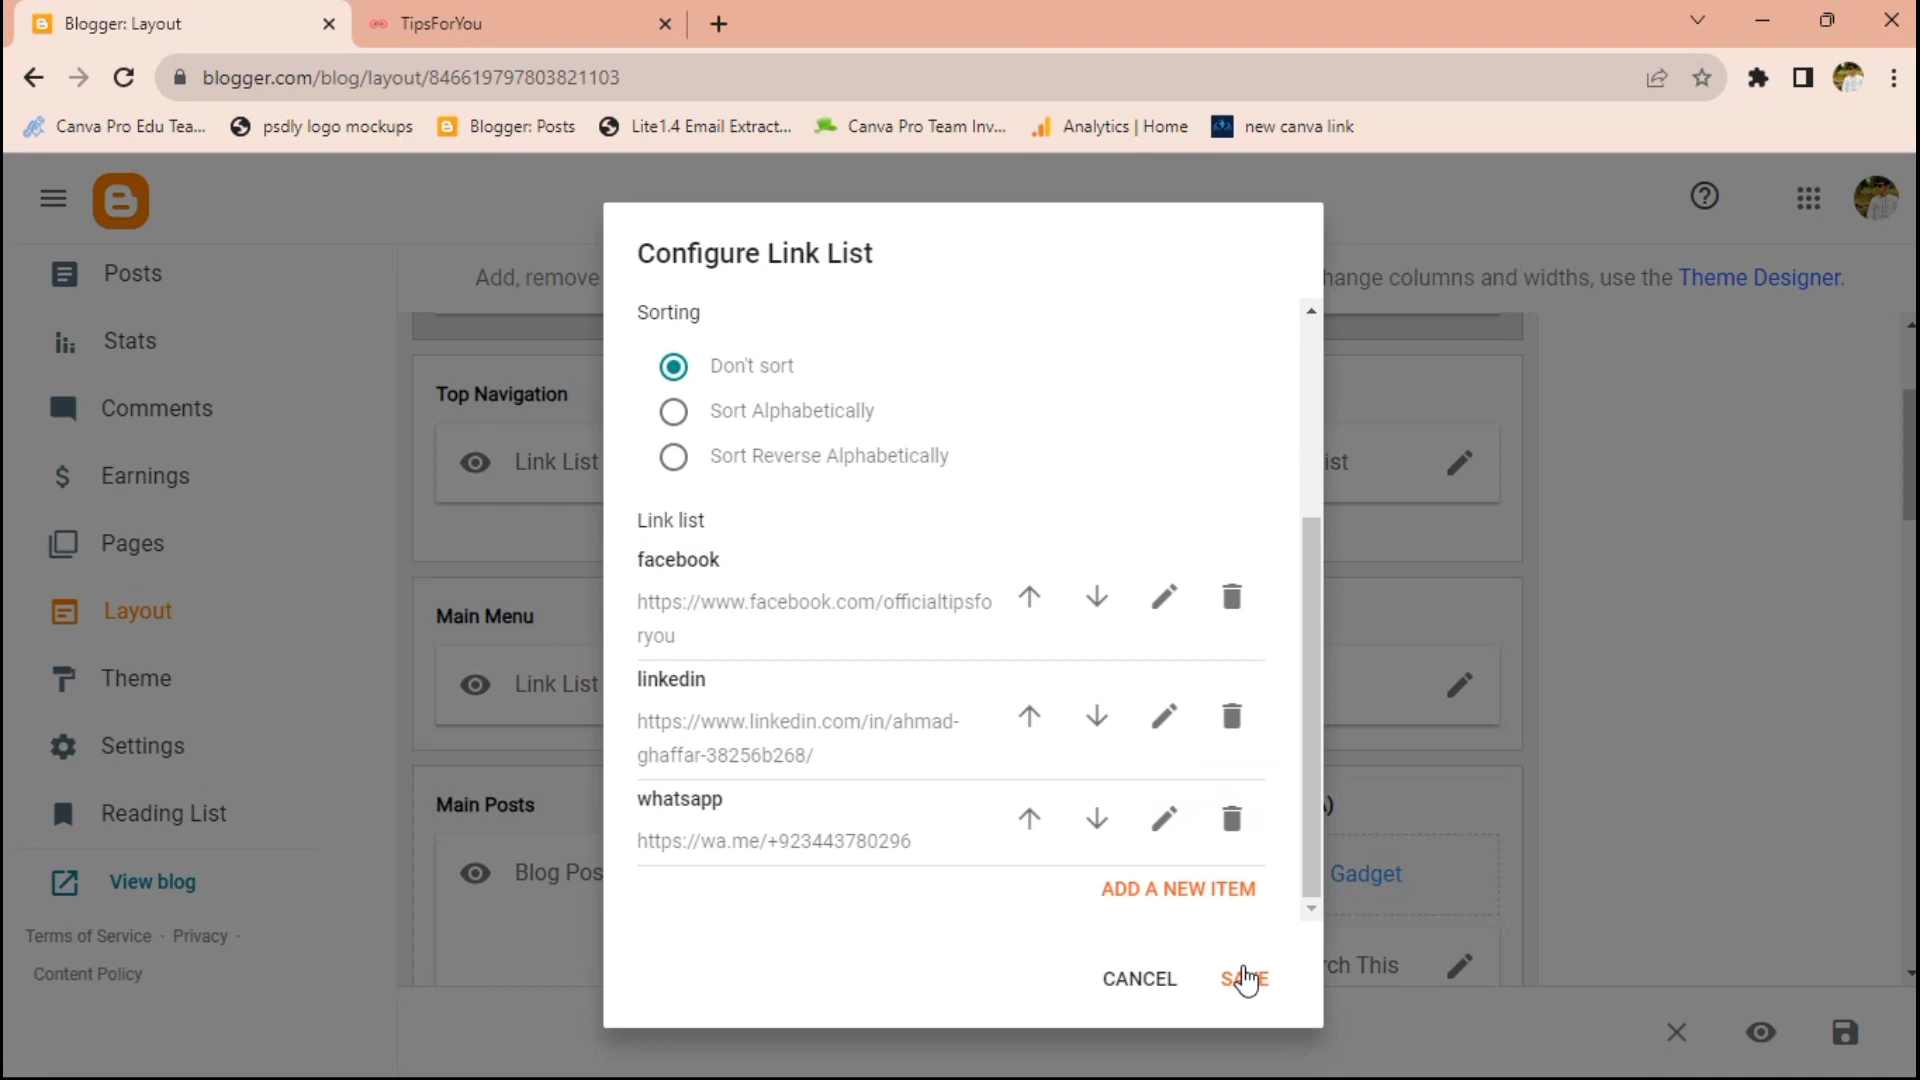 Blogger: Layout
TipsForYou
blogger.com/blog/layout/846619797803821103
Canva Pro Edu Tea...
psdly logo mockups
Blogger: Posts
Lite1.4 Email Extract...
Canva Pro Team Inv...
Analytics | Home
new canva link
Posts
Stats
Comments
Earnings
Pages
Layout
Theme
Settings
Reading List
View blog
Terms of Service · Privacy ·
Content Policy
Add, remove
hange columns and widths, use the Theme Designer.
Top Navigation
Link List
ist
Main Menu
Link List
Main Posts
Blog Pos
Gadget
rch This
Configure Link List
Sorting
Don't sort
Sort Alphabetically
Sort Reverse Alphabetically
Link list
facebook
https://www.facebook.com/officialtipsfo
ryou
linkedin
https://www.linkedin.com/in/ahmad-
ghaffar-38256b268/
whatsapp
https://wa.me/+923443780296
ADD A NEW ITEM
CANCEL
SAVE